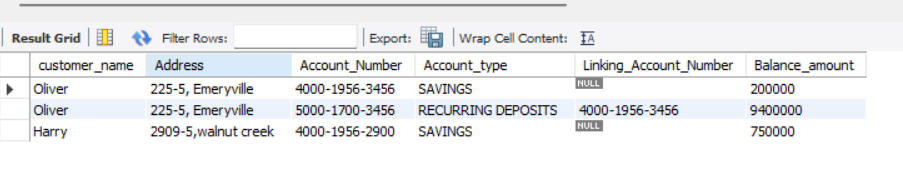 Result Grid Filter Rows: Export: Wrap Cell Content: IA
customer_name Address Account_Number Account_type Linking_Account_Number Balance_amount
Oliver 225-5, Emeryville 4000-1956-3456 SAVINGS NULL 200000
Oliver 225-5, Emeryville 5000-1700-3456 RECURRING DEPOSITS 4000-1956-3456 9400000
Harry 2909-5,walnut creek 4000-1956-2900 SAVINGS NULL 750000